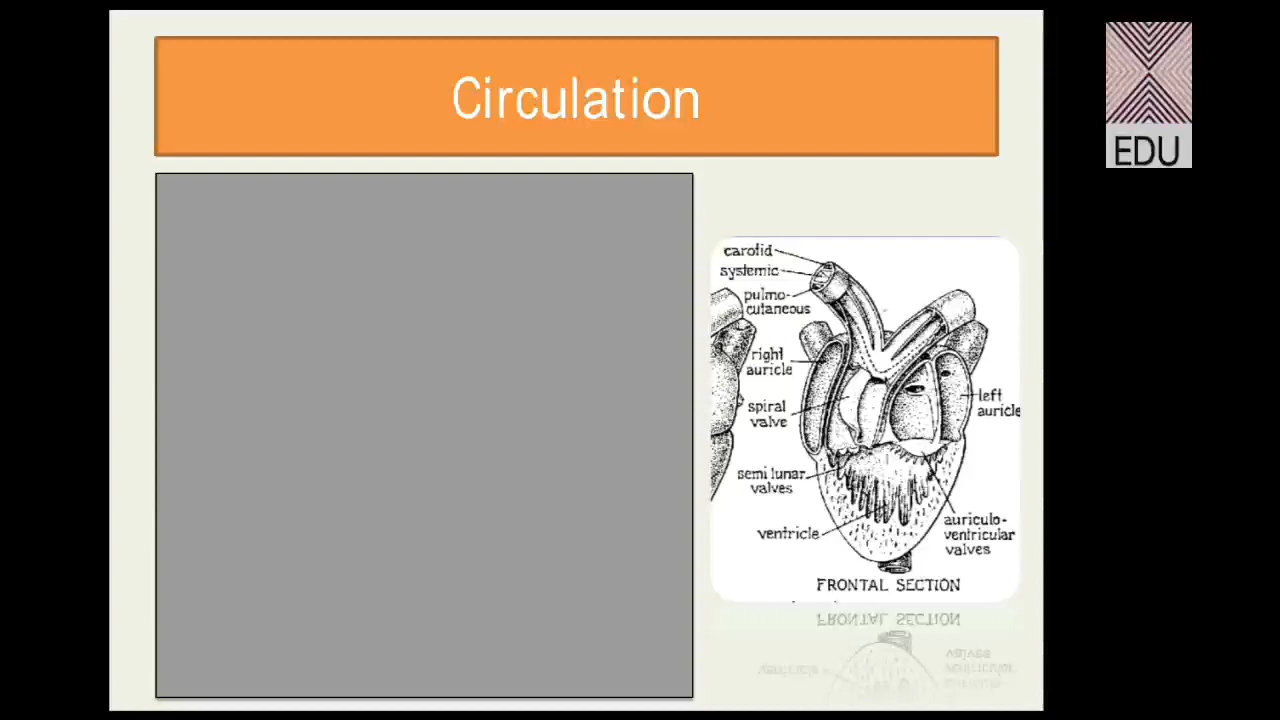 Circulation
EDU
carotid
systemic
pulmo-
cutaneous
right
auricle
spiral
valve
semi lunar
valves
ventricle
left
auricle
auriculo-
ventricular
valves
FRONTAL SECTION